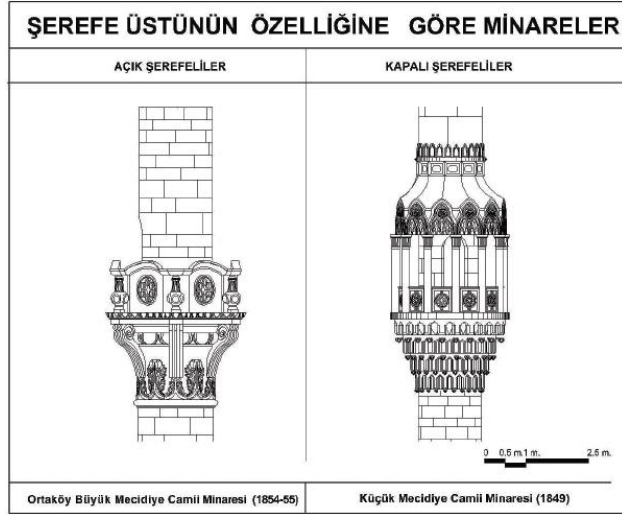 ŞEREFE ÜSTÜNÜN ÖZELLİĞİNE GÖRE MİNARELER
AÇIK ŞEREFELİLER
KAPALI ŞEREFELİLER
0 0.5 m. 1 m. 2.5 m.
Ortaköy Büyük Mecidiye Camii Minaresi (1854-55)
Küçük Mecidiye Camii Minaresi (1849)